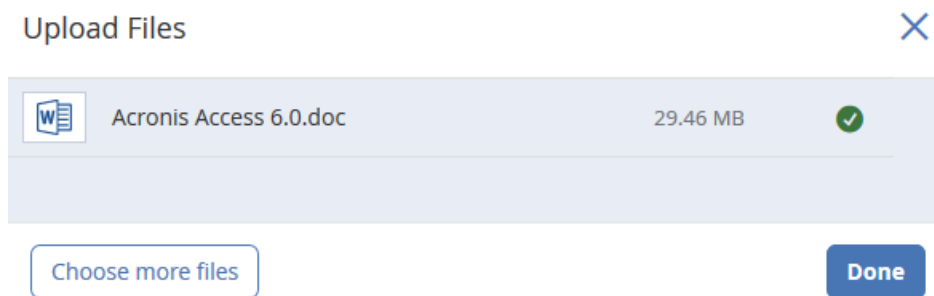 Upload Files
W
Acronis Access 6.0.doc 29.46 MB
Choose more files
Done